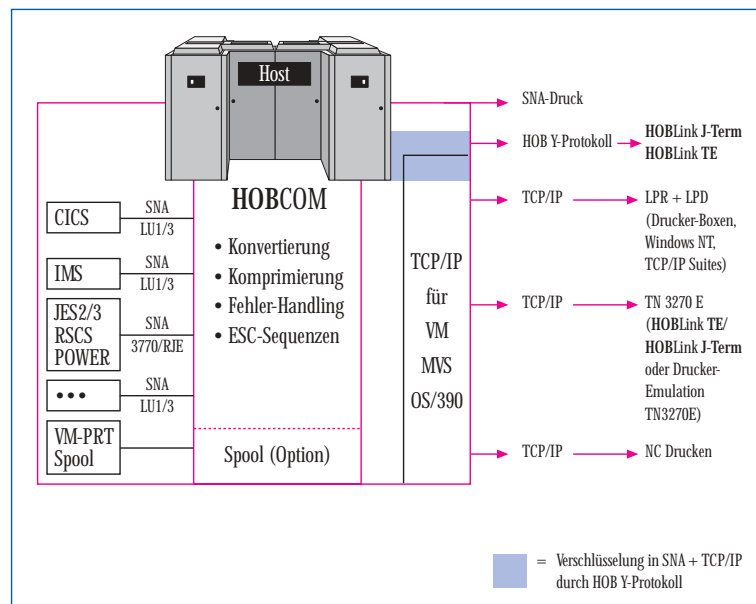 Host
SNA-Druck
HOB Y-Protokoll
HOBLink J-Term
HOBLink TE
TCP/IP
LPR + LPD
(Drucker-Boxen,
Windows NT,
TCP/IP Suites)
TCP/IP
TN 3270 E
(HOBLink TE/
HOBLink J-Term
oder Drucker-
Emulation
TN3270E)
TCP/IP
NC Drucken
CICS
SNA
LU1/3
IMS
SNA
LU1/3
JES2/3
RSCS
POWER
SNA
3770/RJE
•••
SNA
LU1/3
VM-PRT
Spool
HOBCOM
• Konvertierung
• Komprimierung
• Fehler-Handling
• ESC-Sequenzen
Spool (Option)
TCP/IP
für
VM
MVS
OS/390
= Verschlüsselung in SNA + TCP/IP
durch HOB Y-Protokoll